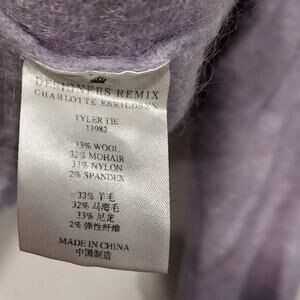 DESIGNERS REMIX
CHARLOTTE ESKILDSEN
TYLER TIE
13982
33% WOOL
32% MOHAIR
33% NYLON
2% SPANDEX
33% 羊毛
32% 马海毛
33% 尼龙
2% 弹性纤维
MADE IN CHINA
中国制造